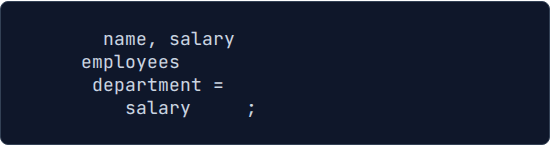 name, salary
employees
department =
salary ;